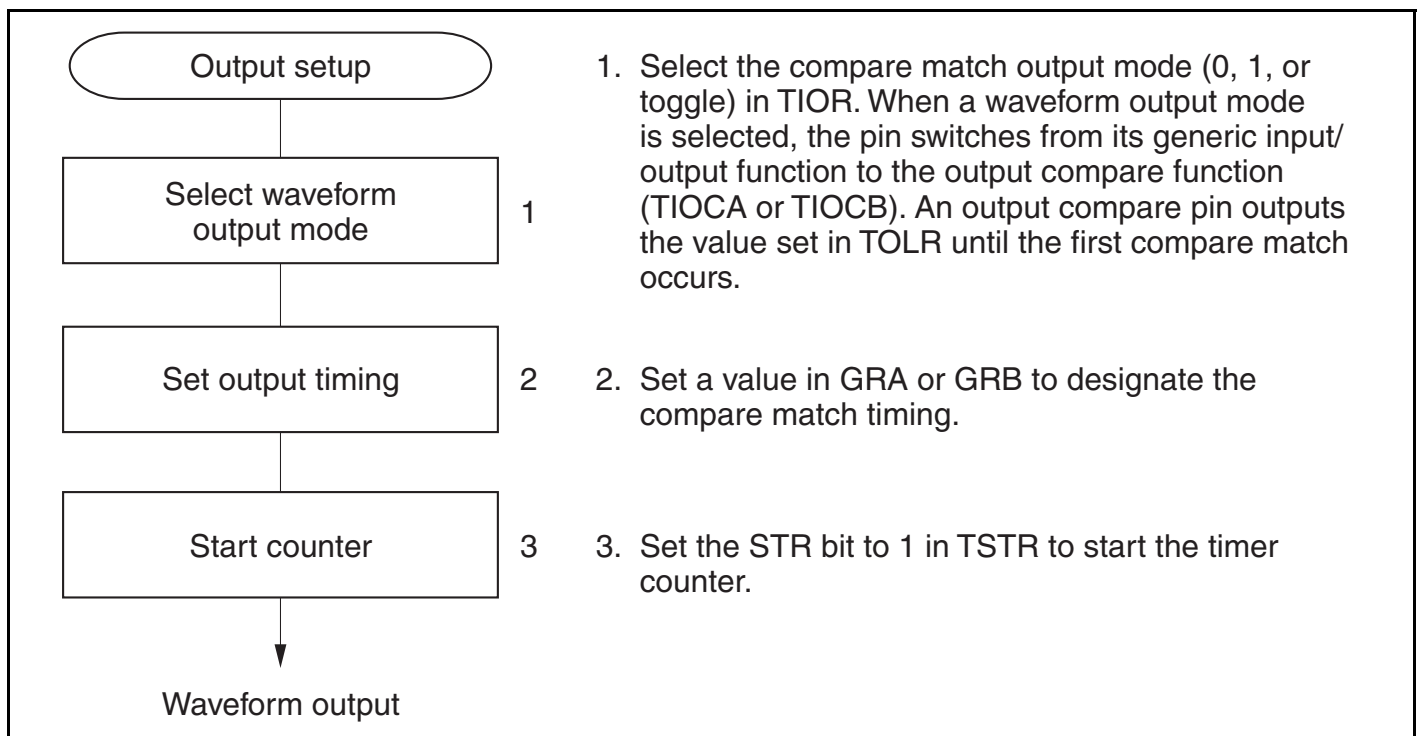 Output setup
Select waveform
output mode
1
Set output timing
2
Start counter
3
Waveform output
1. Select the compare match output mode (0, 1, or
toggle) in TIOR. When a waveform output mode
is selected, the pin switches from its generic input/
output function to the output compare function
(TIOCA or TIOCB). An output compare pin outputs
the value set in TOLR until the first compare match
occurs.
2. Set a value in GRA or GRB to designate the
compare match timing.
3. Set the STR bit to 1 in TSTR to start the timer
counter.